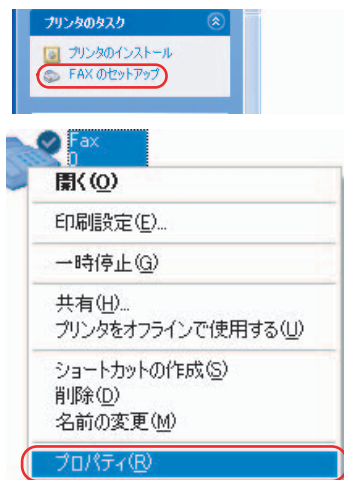 プリンタのタスク
プリンタのインストール
FAX のセットアップ
Fax
0
開く(O)
印刷設定(E)...
一時停止(G)
共有(H)...
プリンタをオフラインで使用する(U)
ショートカットの作成(S)
削除(D)
名前の変更(M)
プロパティ(R)